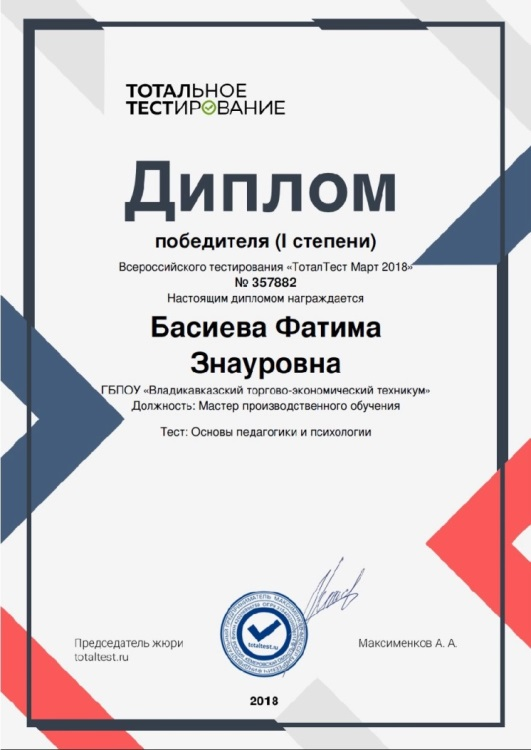 ТОТАЛЬНОЕ
ТЕСТИРОВАНИЕ
Диплом
победителя (I степени)
Всероссийского тестирования «ТоталТест Март 2018»
№ 357882
Настоящим дипломом награждается
Басиева Фатима
Знауровна
ГБПОУ «Владикавказский торгово-экономический техникум»
Должность: Мастер производственного обучения
Тест: Основы педагогики и психологии
Председатель жюри
totaltest.ru
totaltest.ru
Максименков А. А.
2018